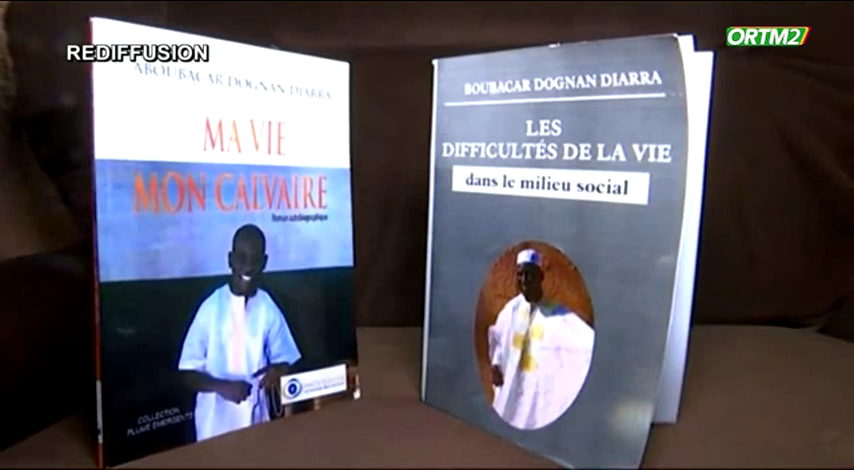 REDIFFUSION
ORTM2
ABOUBACAR DOGNAN DIARRA
MA VIE
MON CALVAIRE
Roman autobiographique
COLLECTION
PLUME EMERGENTE
BOUBACAR DOGNAN DIARRA
LES
DIFFICULTÉS DE LA VIE
dans le milieu social